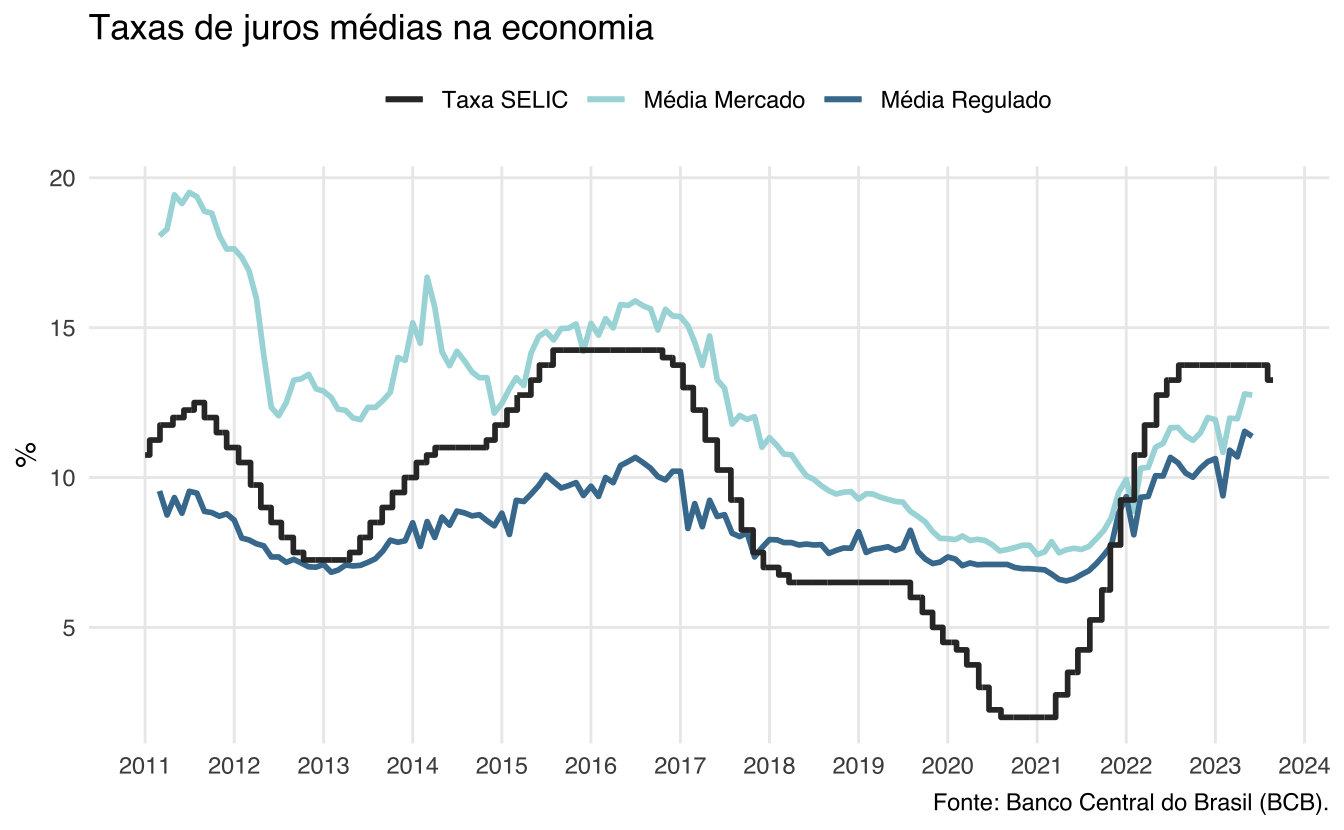 Taxas de juros médias na economia
Taxa SELIC Média Mercado Média Regulado
20
15
10
5
%
2011 2012 2013 2014 2015 2016 2017 2018 2019 2020 2021 2022 2023 2024
Fonte: Banco Central do Brasil (BCB).